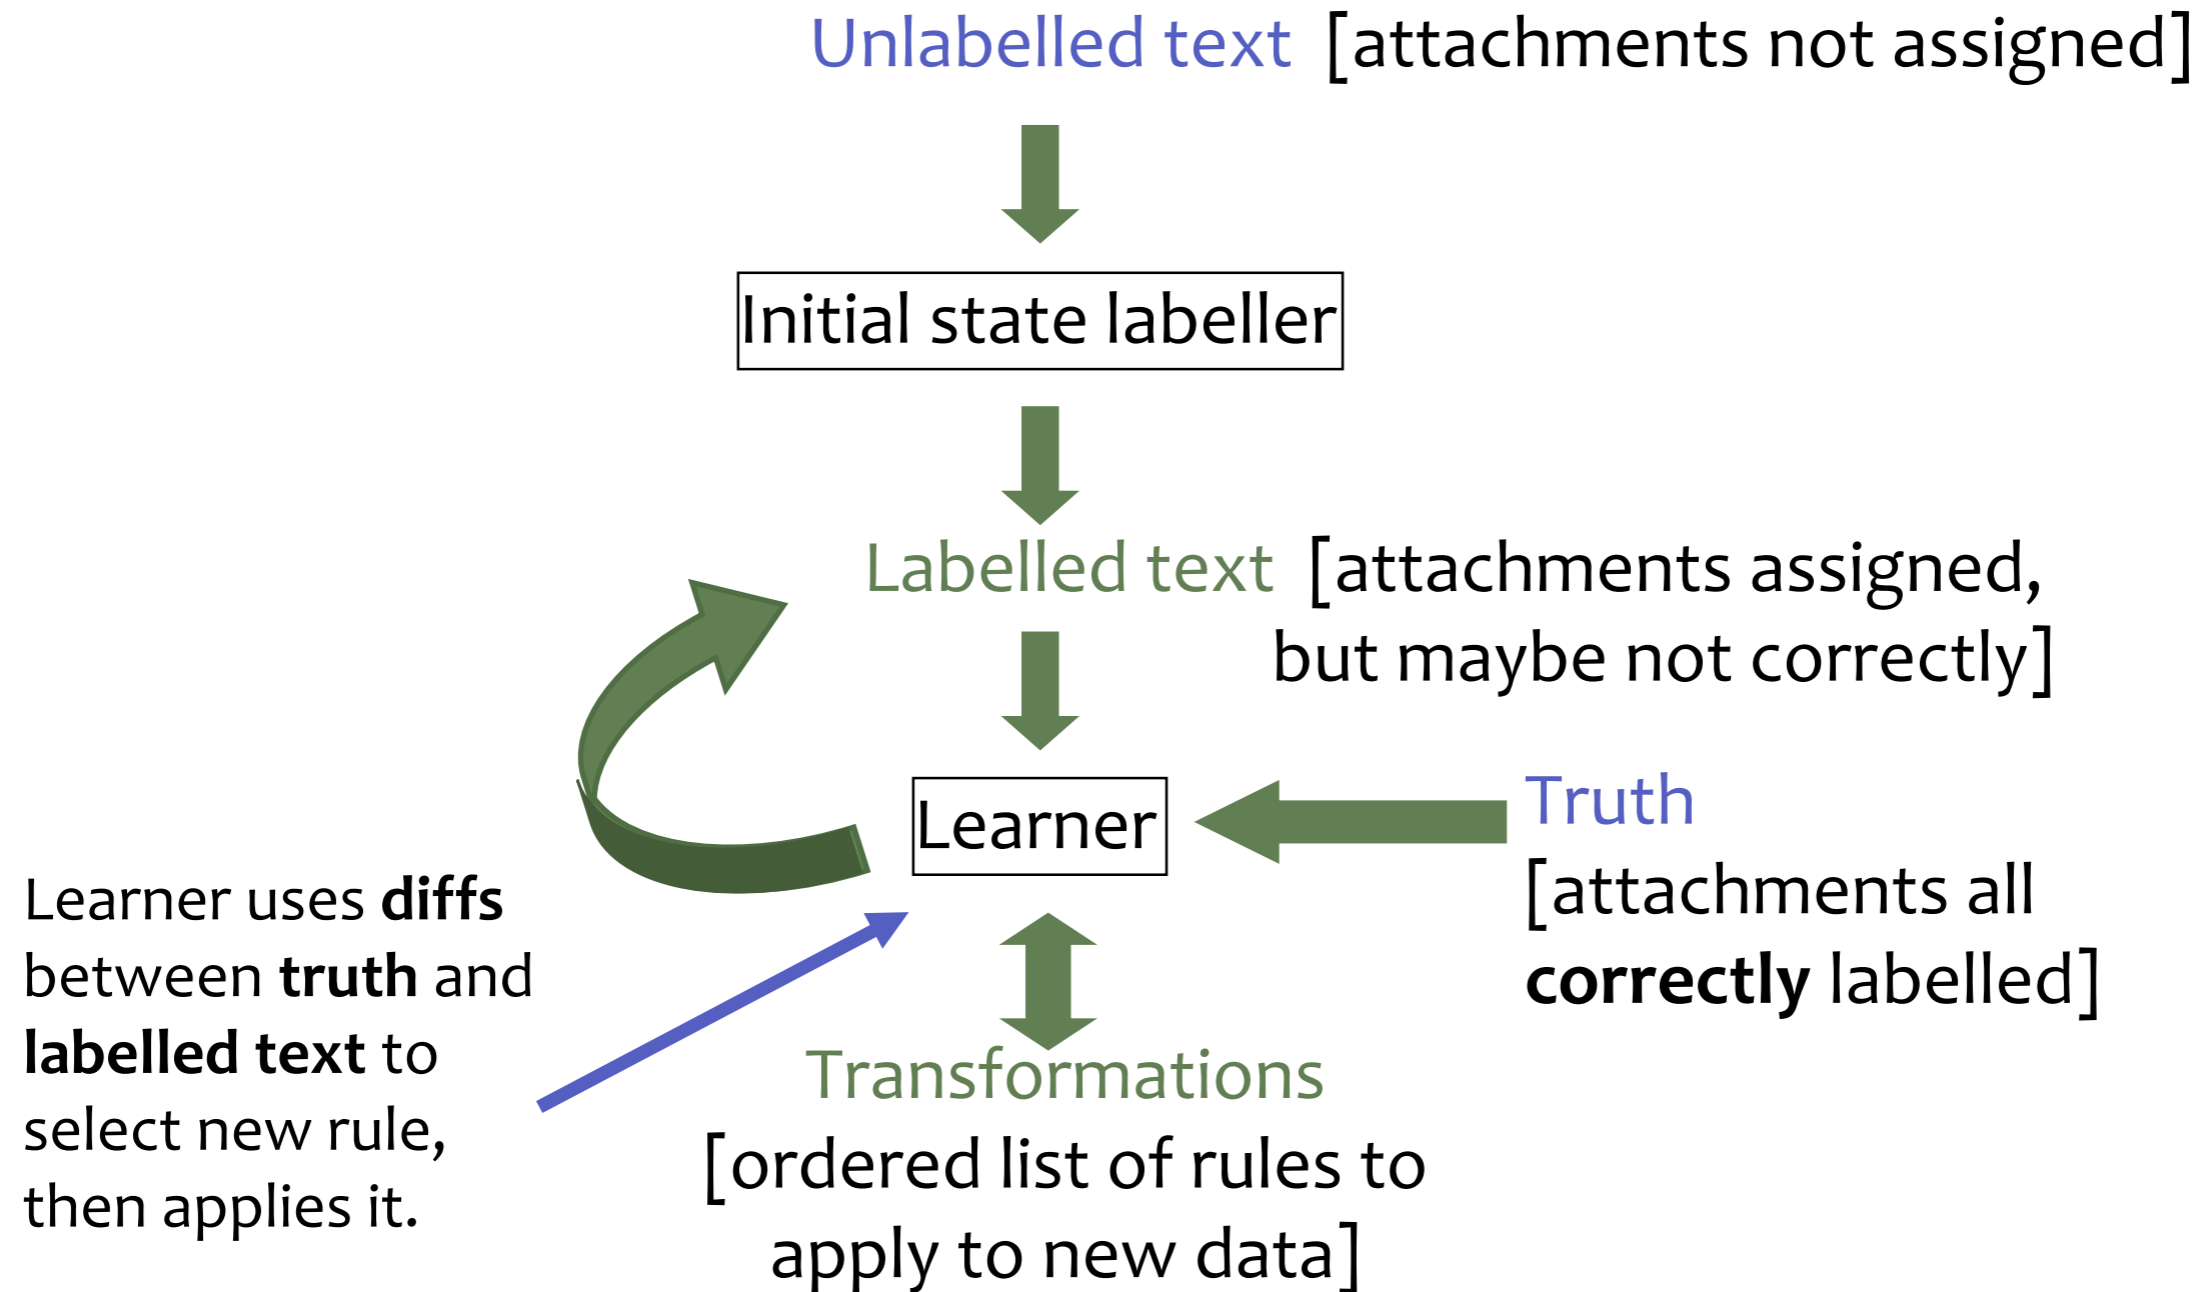 Unlabelled text [attachments not assigned]
Initial state labeller
Labelled text [attachments assigned,
but maybe not correctly]
Learner
Truth
[attachments all
correctly labelled]
Learner uses diffs
between truth and
labelled text to
select new rule,
then applies it.
Transformations
[ordered list of rules to
apply to new data]